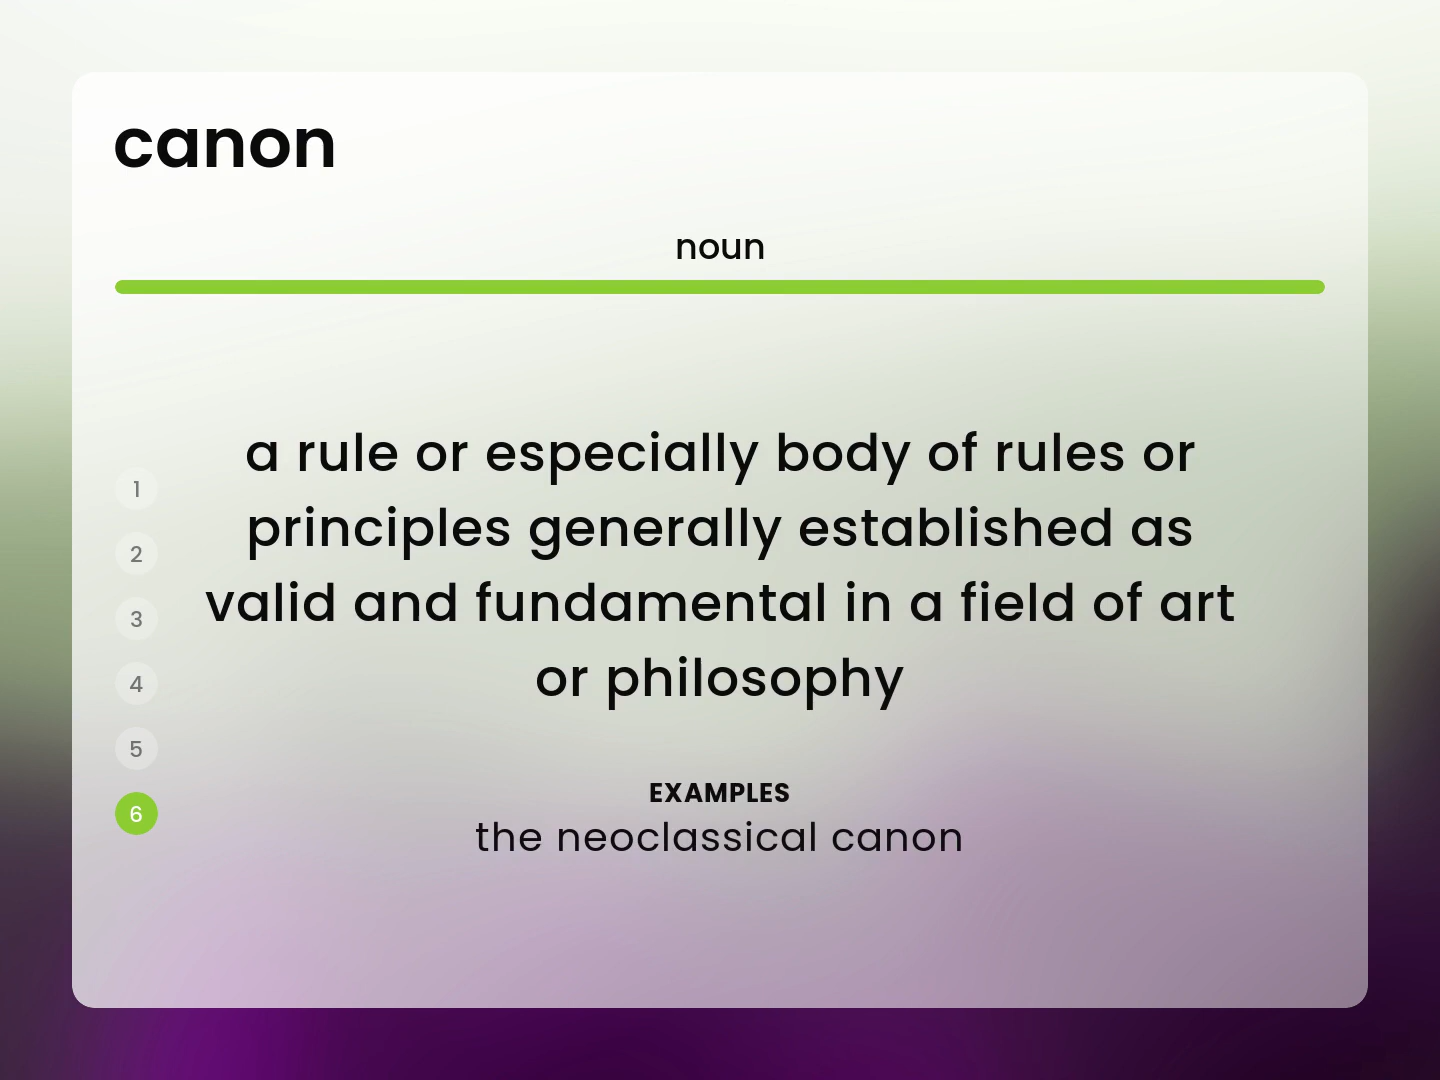 canon
noun
a rule or especially body of rules or
principles generally established as
valid and fundamental in a field of art
or philosophy
1
2
3
4
5
6
EXAMPLES
the neoclassical canon